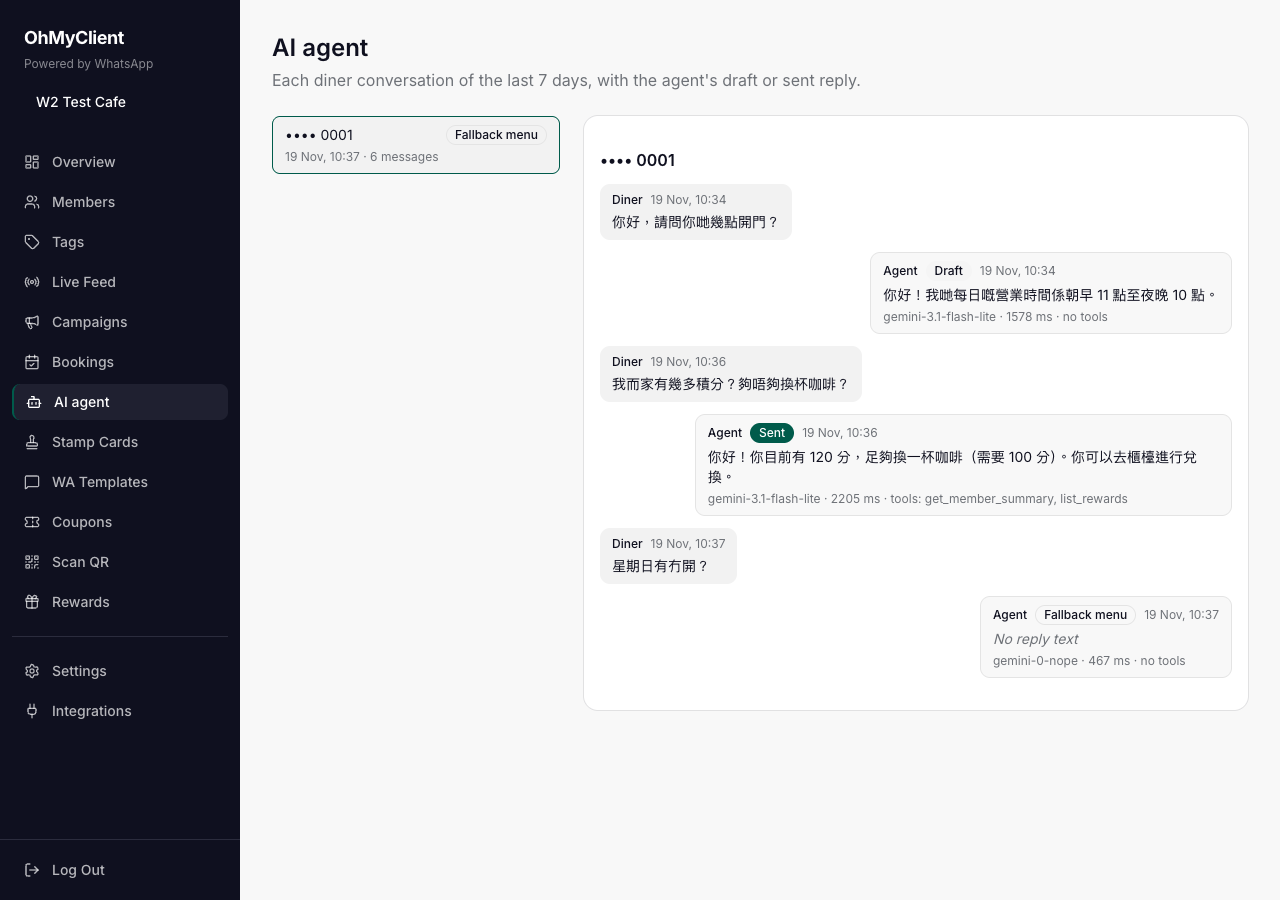 OhMyClient
Powered by WhatsApp
W2 Test Cafe
Overview
Members
Tags
Live Feed
Campaigns
Bookings
AI agent
Stamp Cards
WA Templates
Coupons
Scan QR
Rewards
Settings
Integrations
Log Out
AI agent
Each diner conversation of the last 7 days, with the agent's draft or sent reply.
•••• 0001 Fallback menu
19 Nov, 10:37 · 6 messages
•••• 0001
Diner 19 Nov, 10:34
你好，請問你哋幾點開門？
Agent Draft 19 Nov, 10:34
你好！我哋每日嘅營業時間係朝早 11 點至夜晚 10 點。
gemini-3.1-flash-lite · 1578 ms · no tools
Diner 19 Nov, 10:36
我而家有幾多積分？夠唔夠換杯咖啡？
Agent Sent 19 Nov, 10:36
你好！你目前有 120 分，足夠換一杯咖啡（需要 100 分）。你可以去櫃檯進行兌
換。
gemini-3.1-flash-lite · 2205 ms · tools: get_member_summary, list_rewards
Diner 19 Nov, 10:37
星期日有冇開？
Agent Fallback menu 19 Nov, 10:37
No reply text
gemini-0-nope · 467 ms · no tools